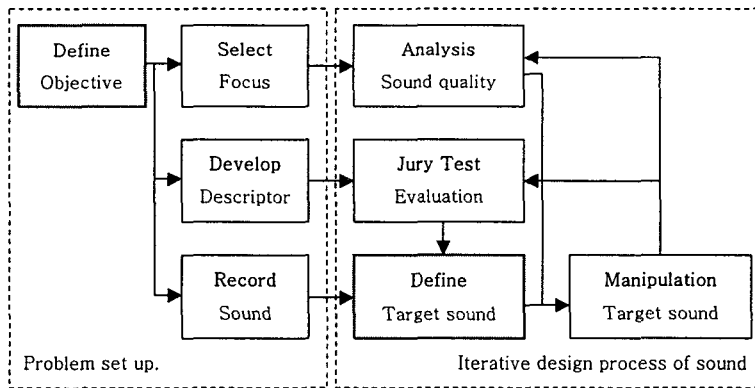 Define
Objective
Select
Focus
Analysis
Sound quality
Develop
Descriptor
Jury Test
Evaluation
Record
Sound
Define
Target sound
Manipulation
Target sound
Problem set up.
Iterative design process of sound